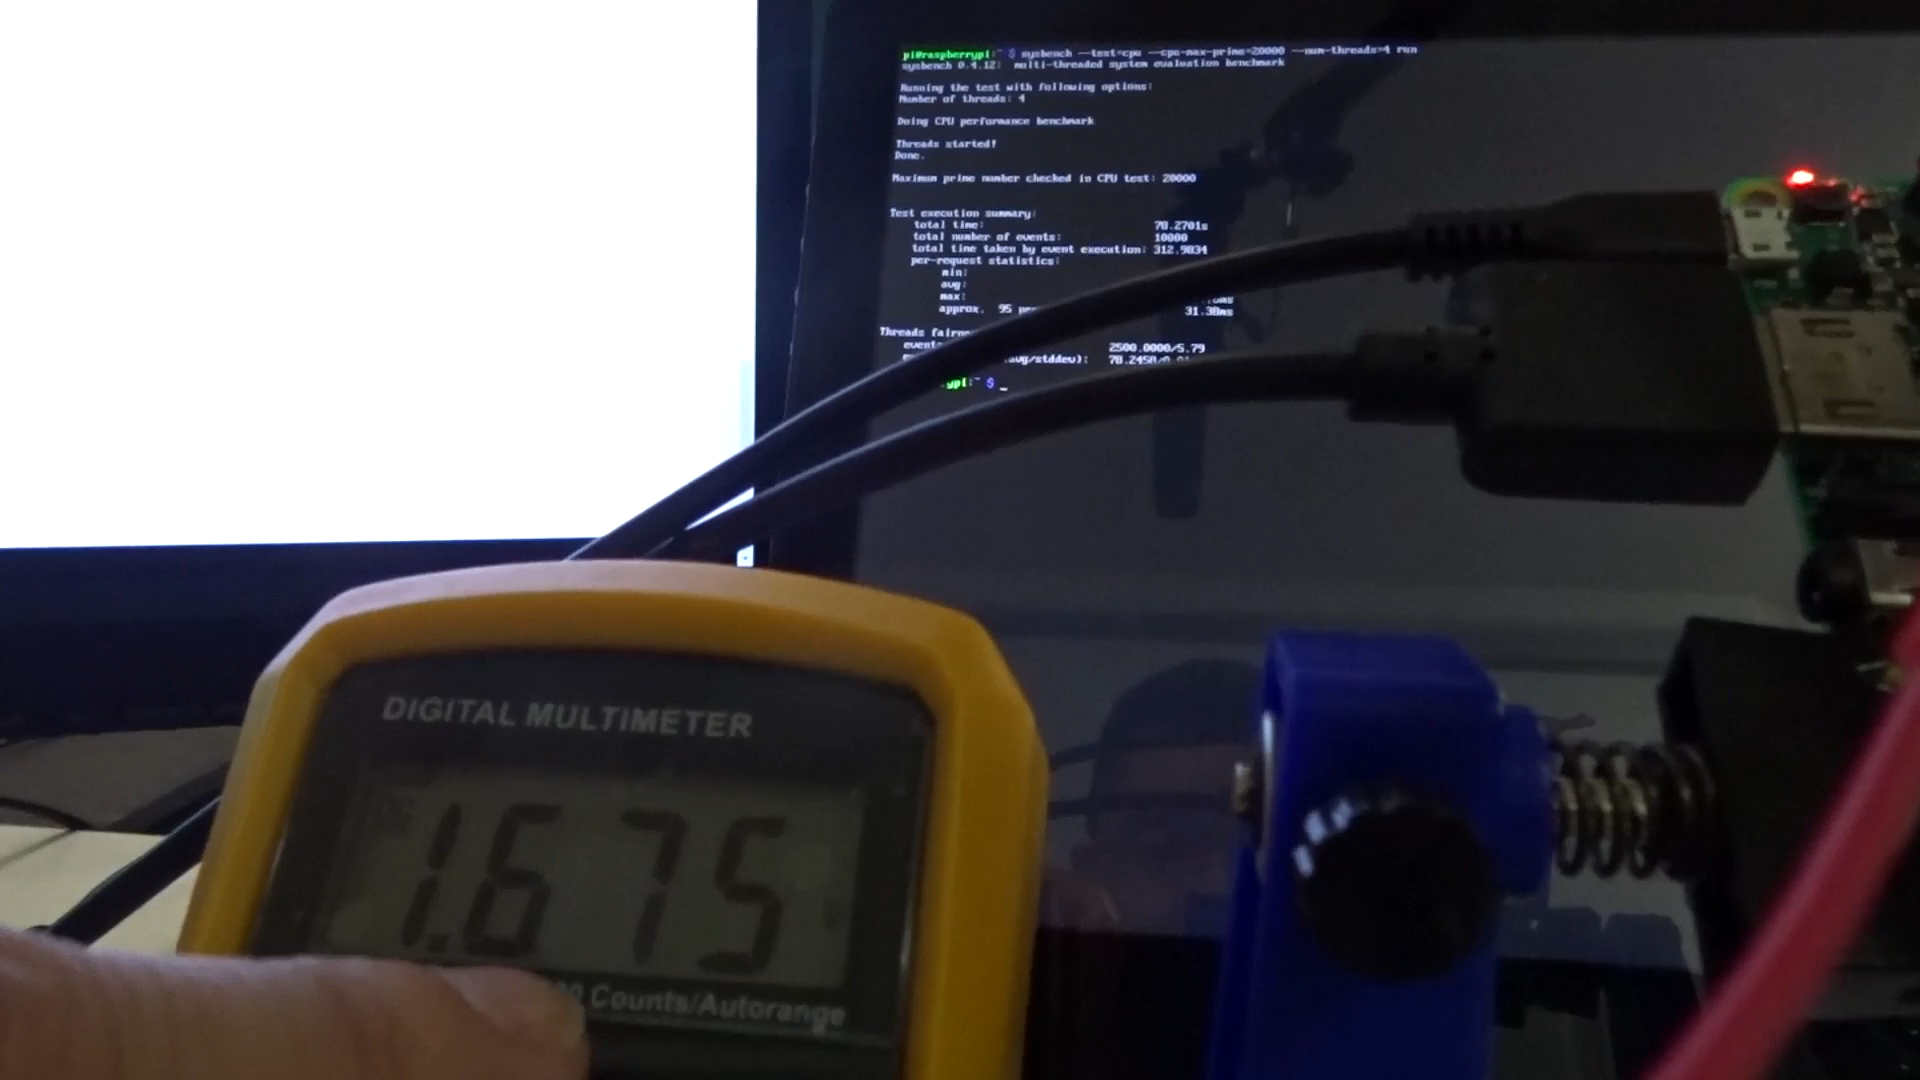 pi@raspberrypi:~ $ sysbench --test=cpu --cpu-max-prime=20000 --num-threads=4 run
sysbench 0.4.12:  multi-threaded system evaluation benchmark
Running the test with following options:
Number of threads: 4
Doing CPU performance benchmark
Threads started!
Done.
Maximum prime number checked in CPU test: 20000
Test execution summary:
total time: 78.2701s
total number of events: 10000
total time taken by event execution: 312.9834
per-request statistics:
min:
avg:
max:
approx. 95 31.38ms
Threads
2500.0000/5.79
(avg/stddev):
$ _
DIGITAL MULTIMETER
1.675
Counts/Autorange